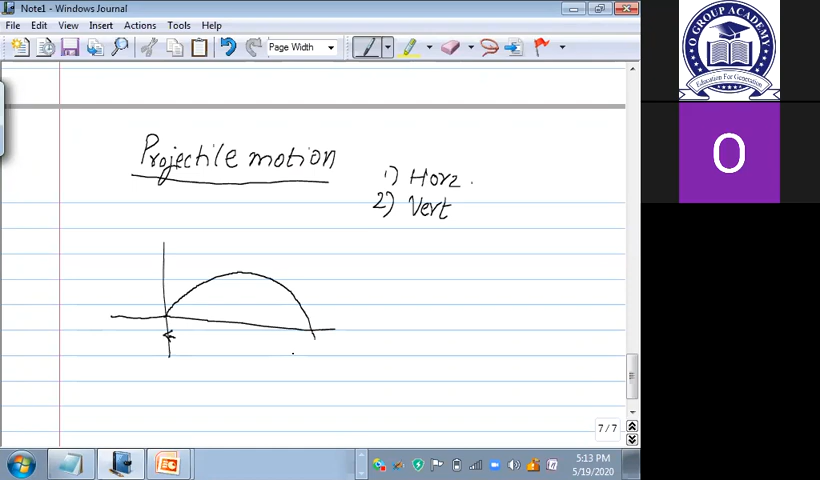 Note1 - Windows Journal
File Edit View Insert Actions Tools Help
Page Width
Projectile motion
1) Horz.
2) Vert
7/7
5:13 PM
5/19/2020
O GROUP ACADEMY
Education For Generation
O